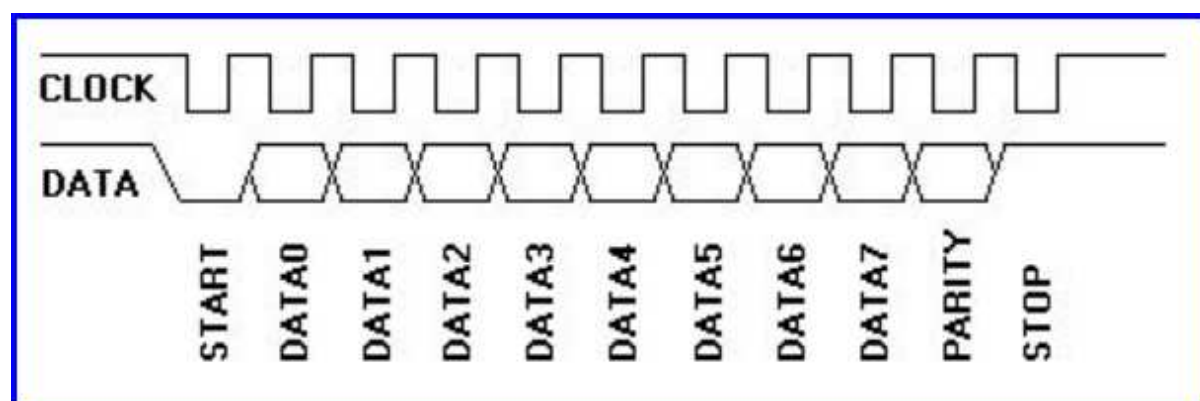 CLOCK
DATA
START
DATA0
DATA1
DATA2
DATA3
DATA4
DATA5
DATA6
DATA7
PARITY
STOP